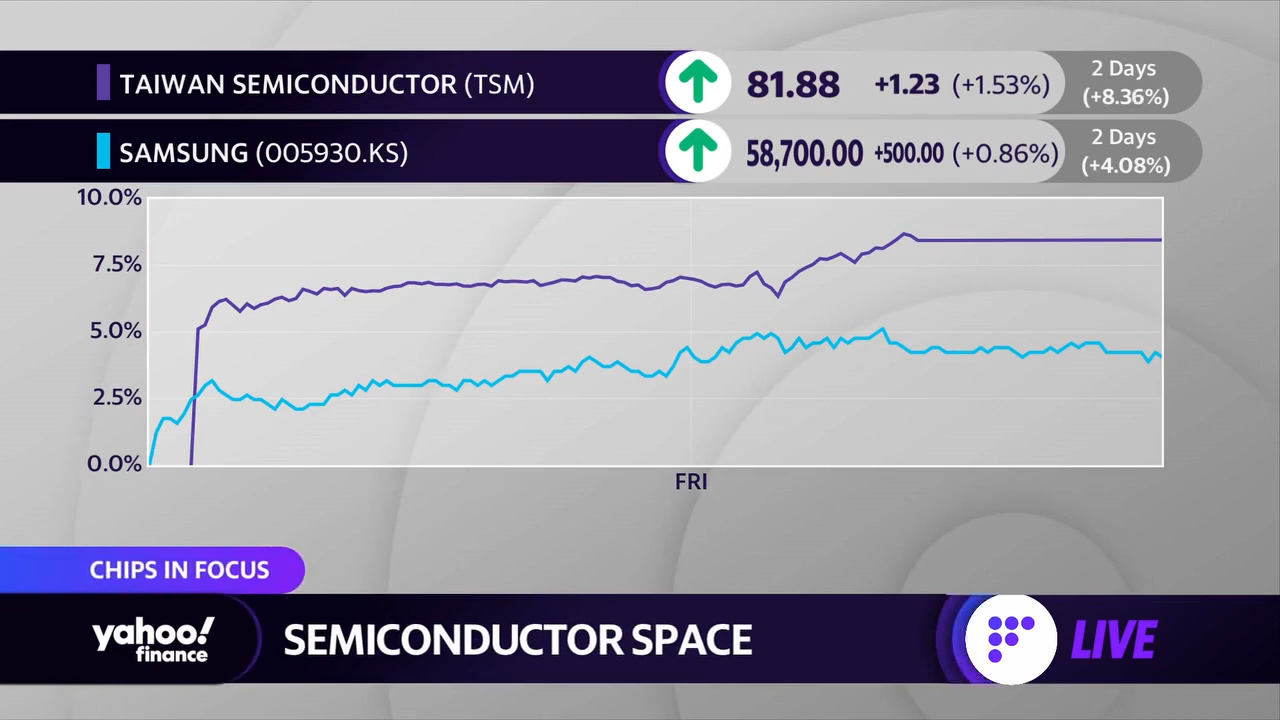 TAIWAN SEMICONDUCTOR (TSM) 81.88 +1.23 (+1.53%) 2 Days (+8.36%)
SAMSUNG (005930.KS) 58,700.00 +500.00 (+0.86%) 2 Days (+4.08%)
10.0%
7.5%
5.0%
2.5%
0.0%
FRI
CHIPS IN FOCUS
yahoo! finance
SEMICONDUCTOR SPACE
LIVE